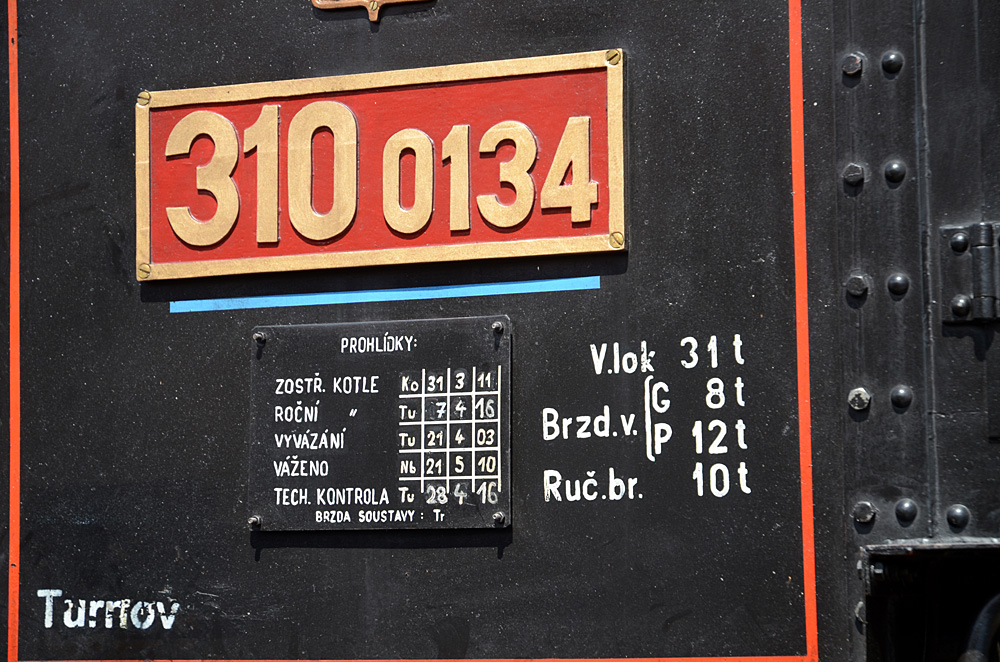 310 0134
PROHLÍDKY:
ZOSTŘ. KOTLE Ko 31 3 11
ROČNÍ " Tu 7 4 16
VYVÁZÁNÍ Tu 21 4 03
VÁŽENO Nb 21 5 10
TECH. KONTROLA Tu 28 4 16
BRZDA SOUSTAVY : Tr
V.lok 31 t
Brzd.v. G 8 t
P 12 t
Ruč.br. 10 t
Turnov